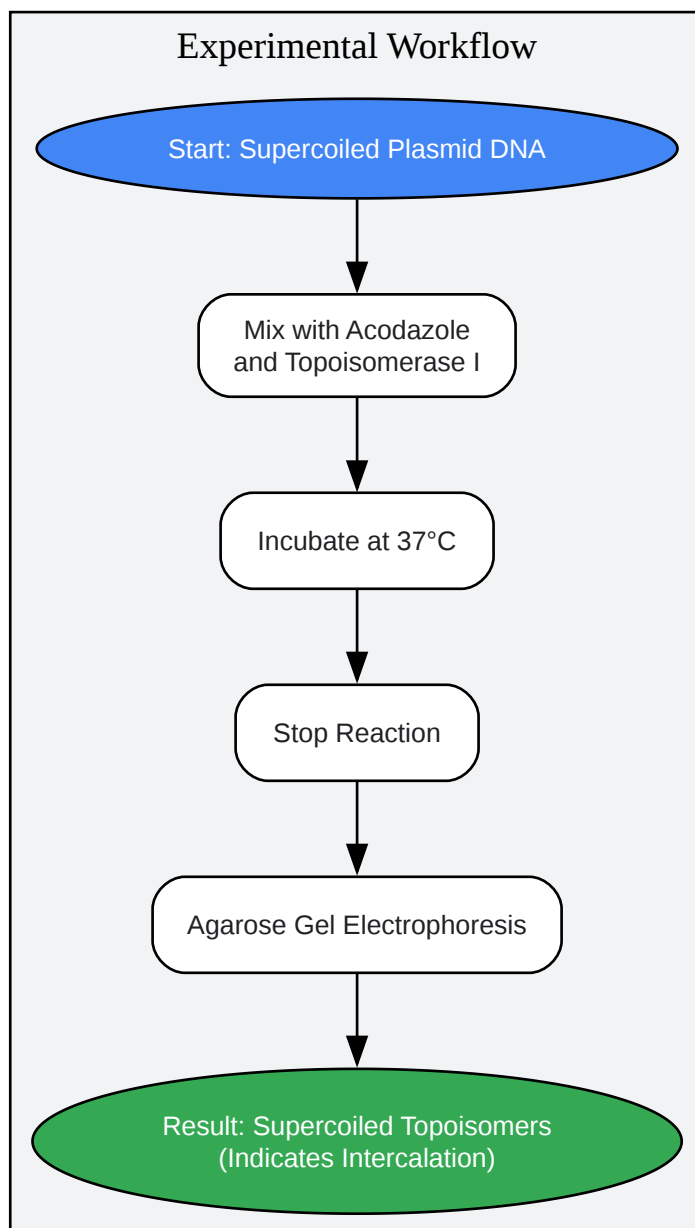 Experimental Workflow
Start: Supercoiled Plasmid DNA
Mix with Acodazole
and Topoisomerase I
Incubate at 37°C
Stop Reaction
Agarose Gel Electrophoresis
Result: Supercoiled Topoisomers
(Indicates Intercalation)